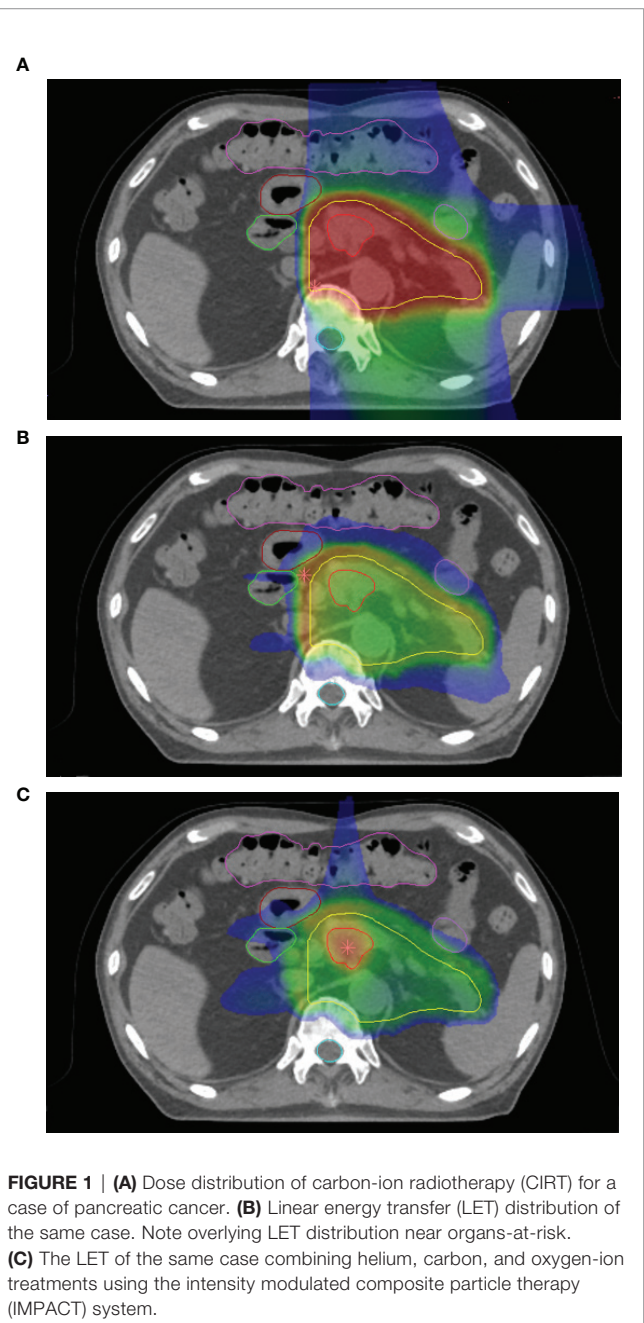 A
B
C
FIGURE 1 | (A) Dose distribution of carbon-ion radiotherapy (CIRT) for a
case of pancreatic cancer. (B) Linear energy transfer (LET) distribution of
the same case. Note overlying LET distribution near organs-at-risk.
(C) The LET of the same case combining helium, carbon, and oxygen-ion
treatments using the intensity modulated composite particle therapy
(IMPACT) system.